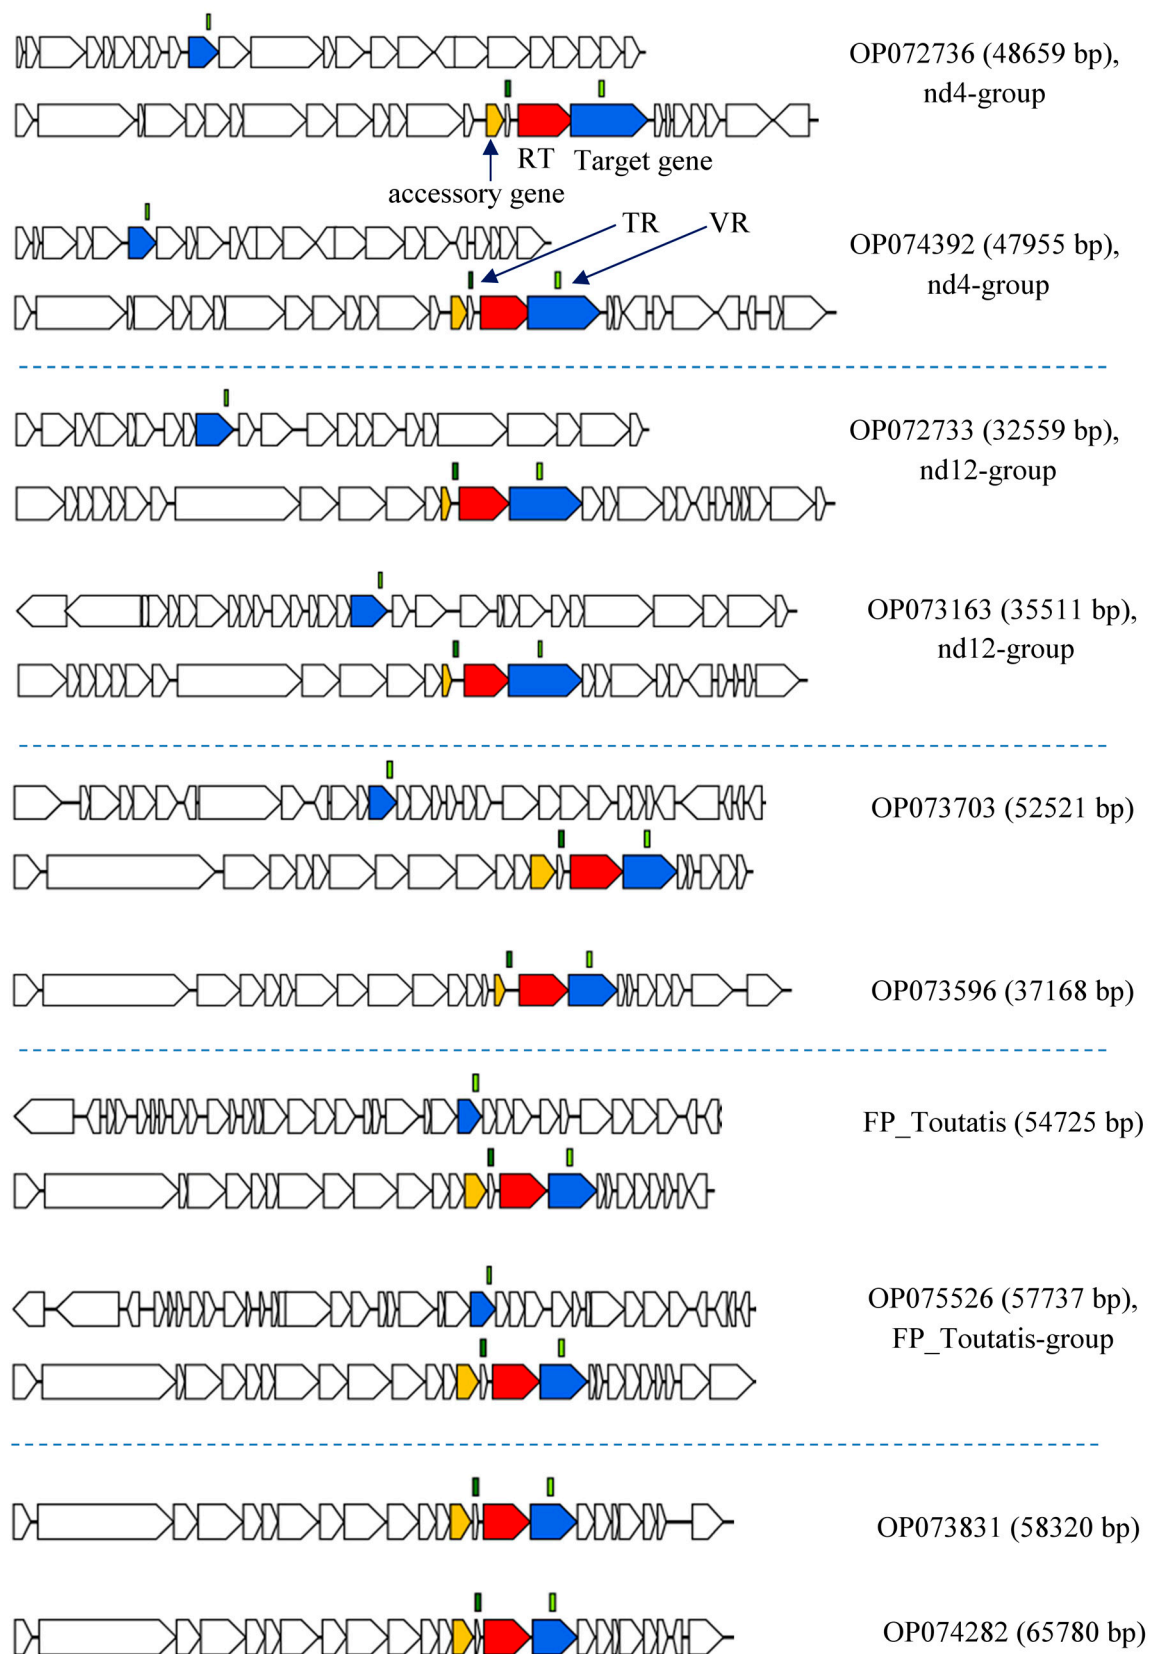 OP072736 (48659 bp),
nd4-group
RT Target gene
accessory gene
TR VR
OP074392 (47955 bp),
nd4-group
OP072733 (32559 bp),
nd12-group
OP073163 (35511 bp),
nd12-group
OP073703 (52521 bp)
OP073596 (37168 bp)
FP_Toutatis (54725 bp)
OP075526 (57737 bp),
FP_Toutatis-group
OP073831 (58320 bp)
OP074282 (65780 bp)